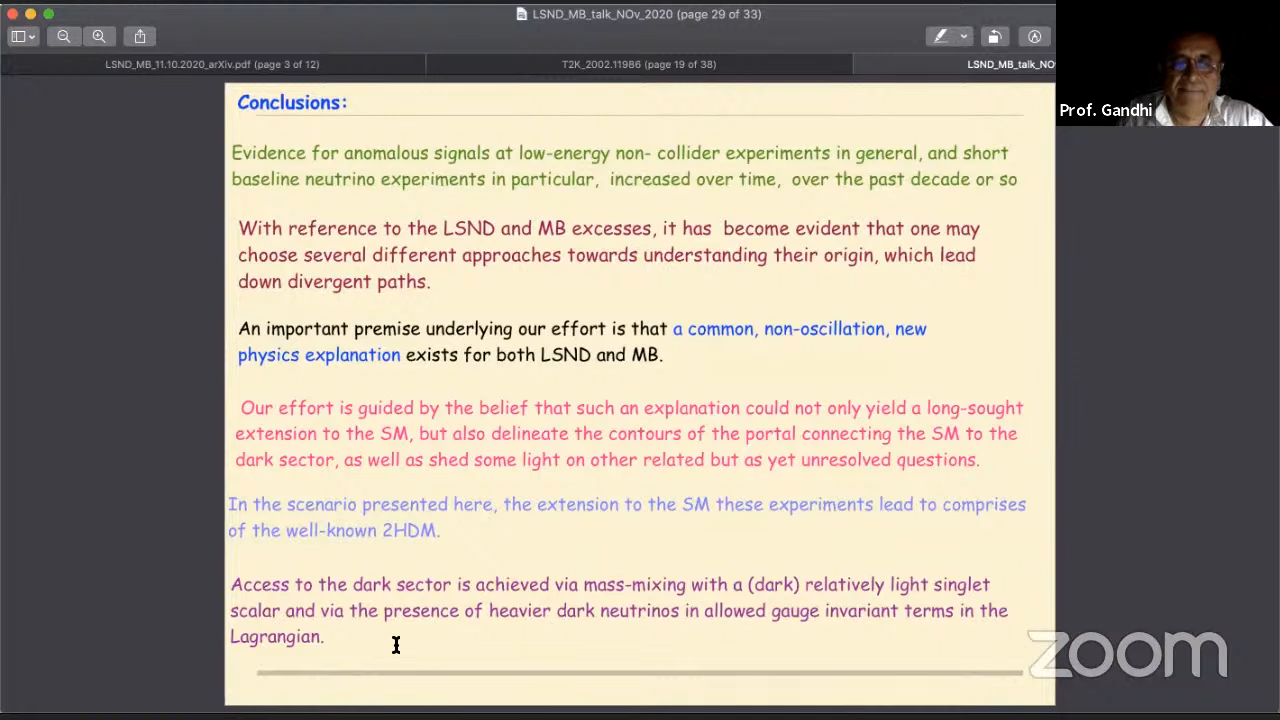 LSND_MB_talk_NOv_2020 (page 29 of 33)
LSND_MB_11.10.2020_arXiv.pdf (page 3 of 12)
T2K_2002.11986 (page 19 of 38)
LSND_MB_talk_NO
Prof. Gandhi
Conclusions:
Evidence for anomalous signals at low-energy non- collider experiments in general, and short
baseline neutrino experiments in particular, increased over time, over the past decade or so
With reference to the LSND and MB excesses, it has become evident that one may
choose several different approaches towards understanding their origin, which lead
down divergent paths.
An important premise underlying our effort is that a common, non-oscillation, new
physics explanation exists for both LSND and MB.
Our effort is guided by the belief that such an explanation could not only yield a long-sought
extension to the SM, but also delineate the contours of the portal connecting the SM to the
dark sector, as well as shed some light on other related but as yet unresolved questions.
In the scenario presented here, the extension to the SM these experiments lead to comprises
of the well-known 2HDM.
Access to the dark sector is achieved via mass-mixing with a (dark) relatively light singlet
scalar and via the presence of heavier dark neutrinos in allowed gauge invariant terms in the
Lagrangian.
zoom